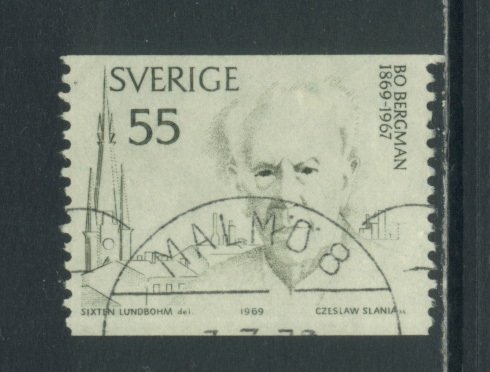 SVERIGE
55
BO BERGMAN
1869-1967
MALMÖ 8
SIXTEN LUNDBOHM del. 1969 CZESLAW SLANIA sc.